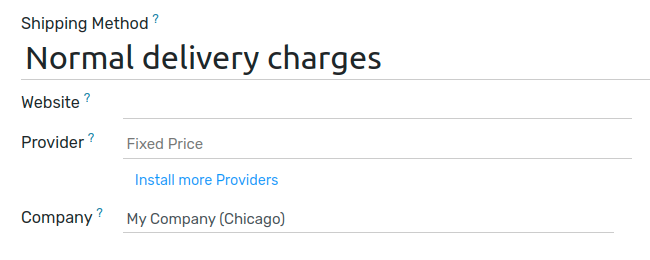 Shipping Method ?
Normal delivery charges
Website ?
Provider ? Fixed Price
Install more Providers
Company ? My Company (Chicago)